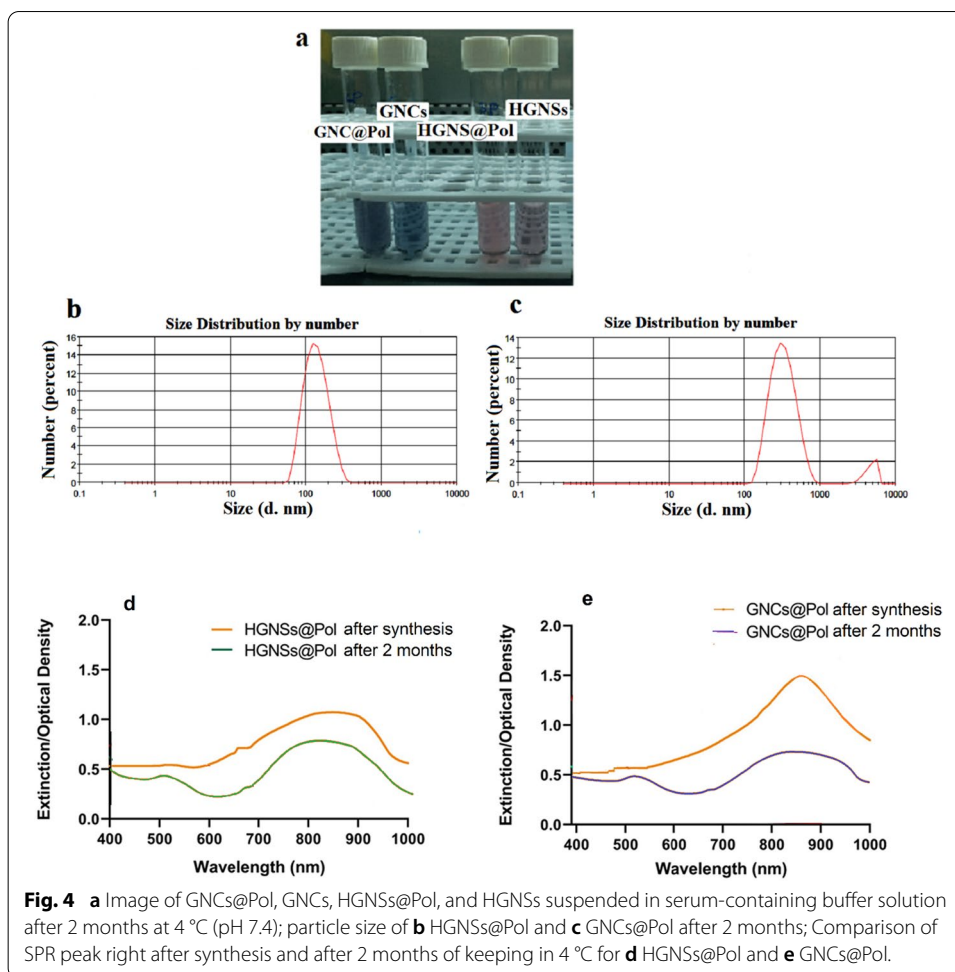 a
GNC@Pol
GNCs
HGNS@Pol
HGNSs
b
Size Distribution by number
Number (percent)
16
14
12
10
8
6
4
2
0
0.1 1 10 100 1000 10000
Size (d. nm)
c
Size Distribution by number
Number (percent)
14
12
10
8
6
4
2
0
0.1 1 10 100 1000 10000
Size (d. nm)
d
HGNSs@Pol after synthesis
HGNSs@Pol after 2 months
Extinction/Optical Density
2.0
1.5
1.0
0.5
0.0
400 500 600 700 800 900 1000
Wavelength (nm)
e
GNCs@Pol after synthesis
GNCs@Pol after 2 months
Extinction/Optical Density
2.0
1.5
1.0
0.5
0.0
400 500 600 700 800 900 1000
Wavelength (nm)
Fig. 4 a Image of GNCs@Pol, GNCs, HGNSs@Pol, and HGNSs suspended in serum-containing buffer solution
after 2 months at 4 °C (pH 7.4); particle size of b HGNSs@Pol and c GNCs@Pol after 2 months; Comparison of
SPR peak right after synthesis and after 2 months of keeping in 4 °C for d HGNSs@Pol and e GNCs@Pol.